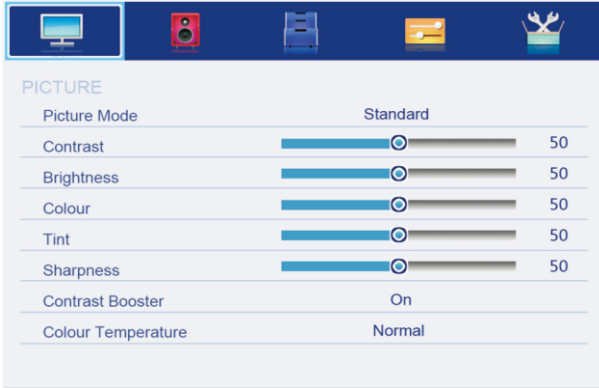 PICTURE
Picture Mode Standard
Contrast 50
Brightness 50
Colour 50
Tint 50
Sharpness 50
Contrast Booster On
Colour Temperature Normal